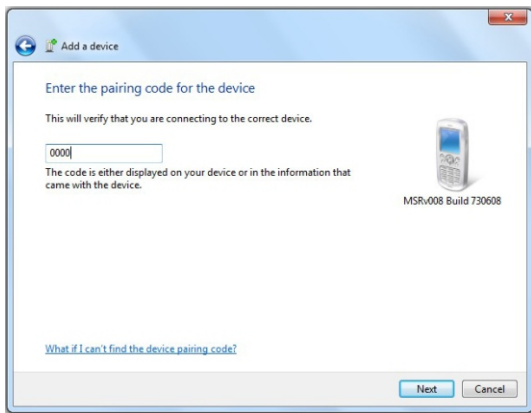 Add a device
Enter the pairing code for the device
This will verify that you are connecting to the correct device.
0000
The code is either displayed on your device or in the information that
came with the device.
MSRv008 Build 730608
What if I can't find the device pairing code?
Next Cancel